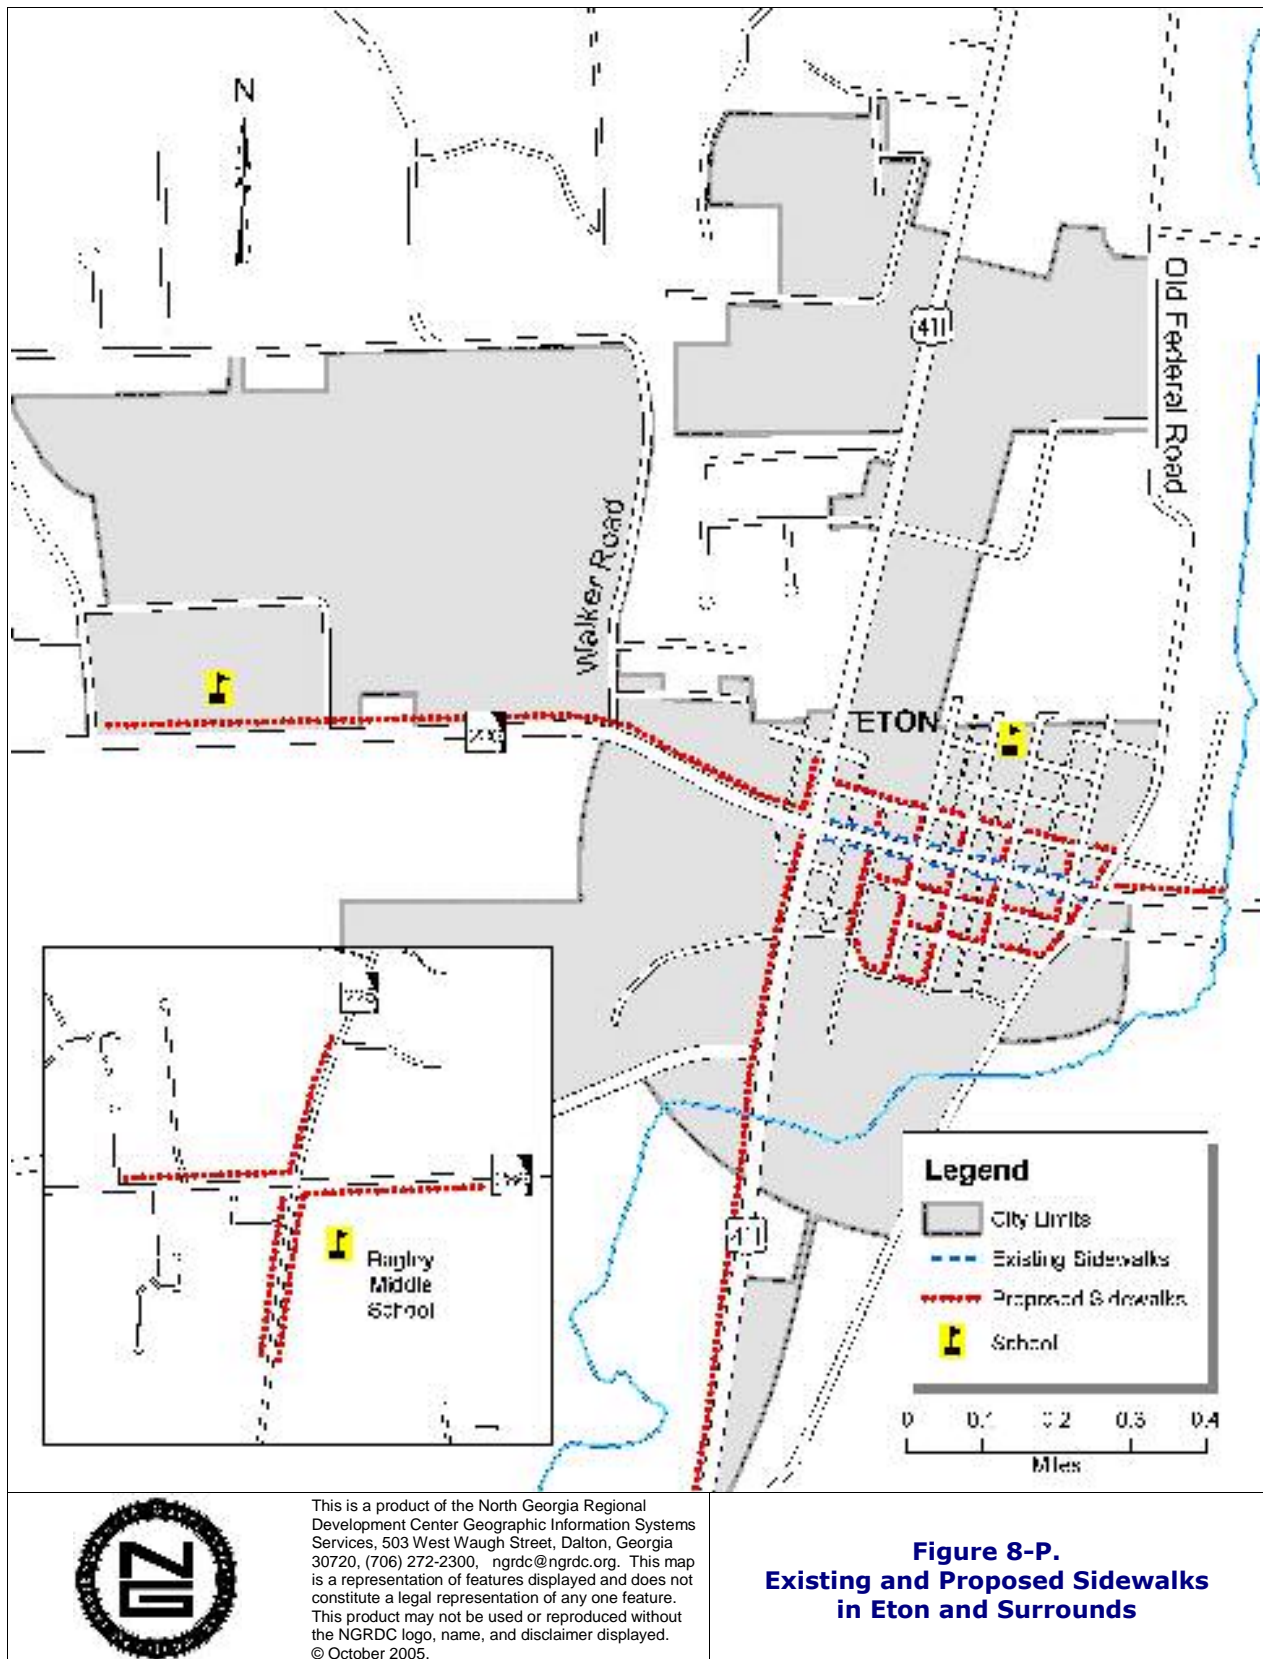 N
411
Old Federal Road
Walker Road
ETON
411
Middle
School
Legend
City Limits
Existing Sidewalks
Proposed Sidewalks
School
0 0.1 0.2 0.3 0.4
Miles
NG
This is a product of the North Georgia Regional
Development Center Geographic Information Systems
Services, 503 West Waugh Street, Dalton, Georgia
30720, (706) 272-2300, ngrdc@ngrdc.org. This map
is a representation of features displayed and does not
constitute a legal representation of any one feature.
This product may not be used or reproduced without
the NGRDC logo, name, and disclaimer displayed.
© October 2005.
Figure 8-P.
Existing and Proposed Sidewalks
in Eton and Surrounds